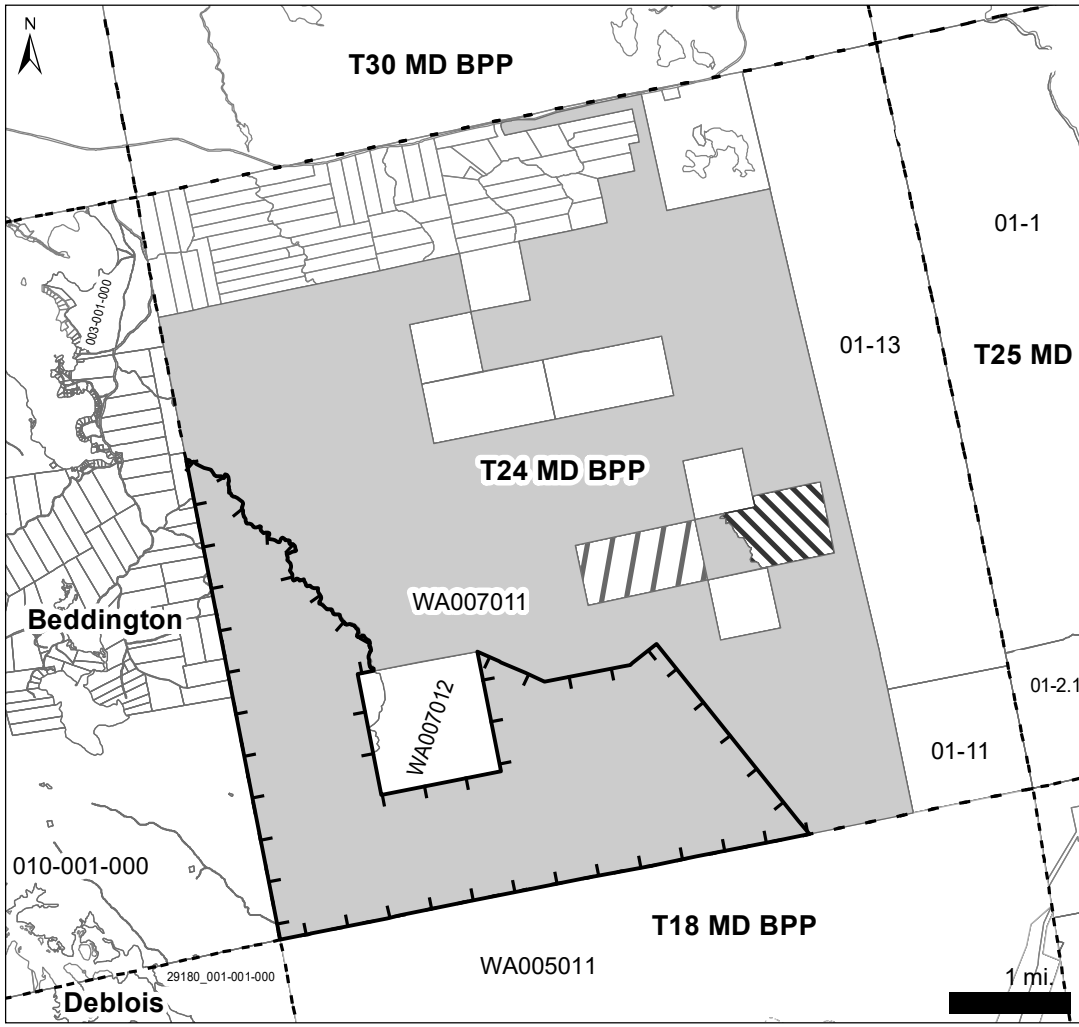 N
T30 MD BPP
01-1
003-001-000
01-13
T25 MD
T24 MD BPP
WA007011
Beddington
WA007012
01-2.1
01-11
010-001-000
T18 MD BPP
WA005011
29180_001-001-000
1 mi.
Deblois